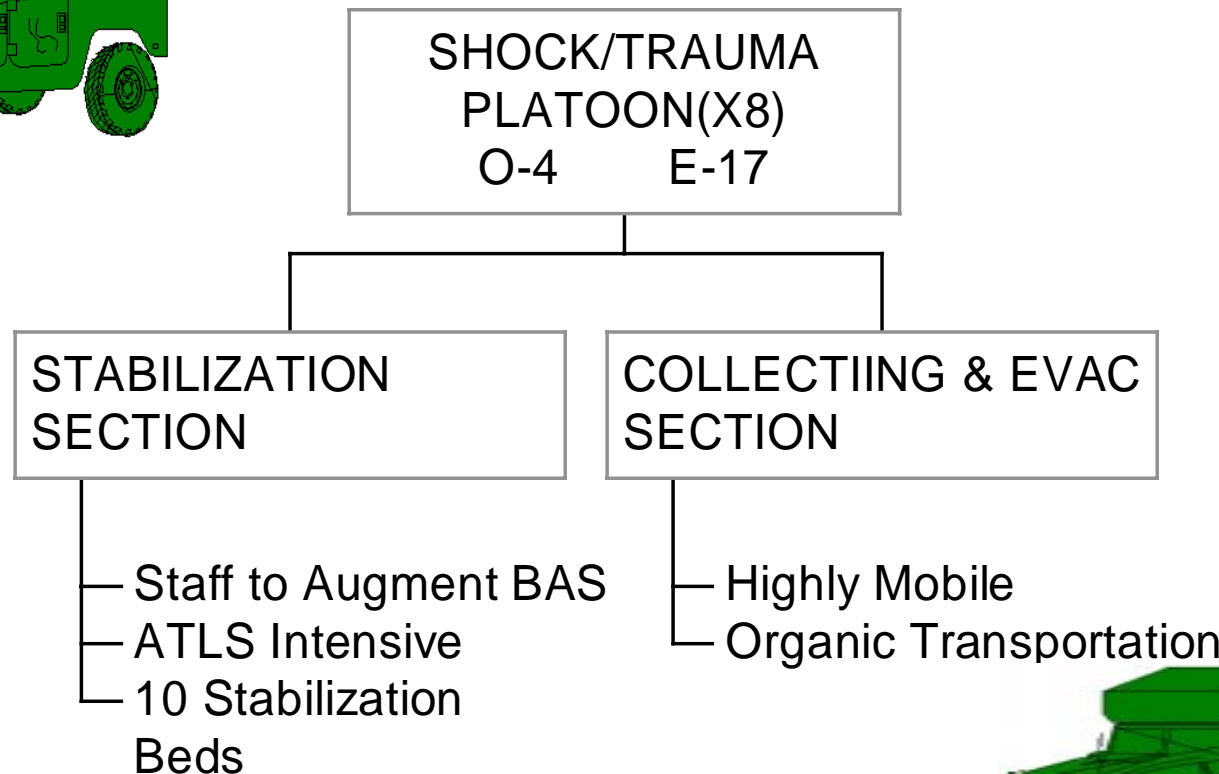 SHOCK/TRAUMA
PLATOON(X8)
O-4 E-17
STABILIZATION
SECTION
Staff to Augment BAS
ATLS Intensive
10 Stabilization
Beds
COLLECTIING & EVAC
SECTION
Highly Mobile
Organic Transportation